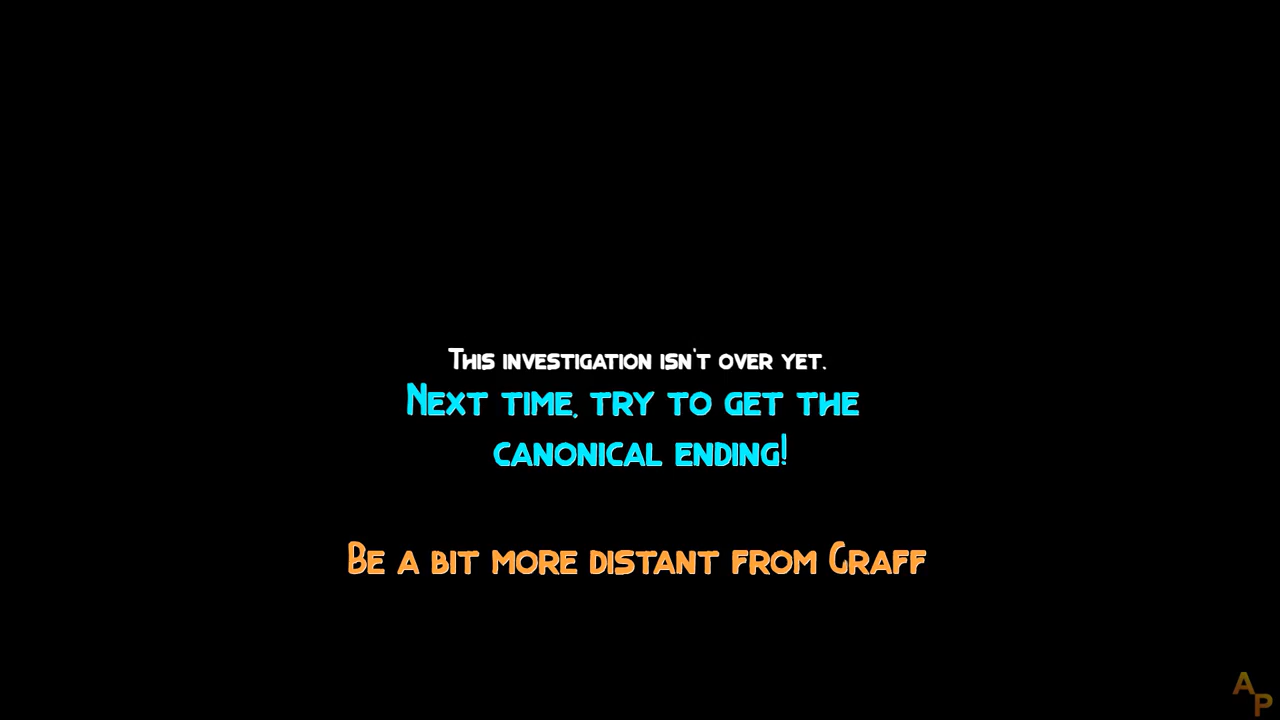 This investigation isn't over yet.
Next time, try to get the
canonical ending!
Be a bit more distant from Graff
A
P